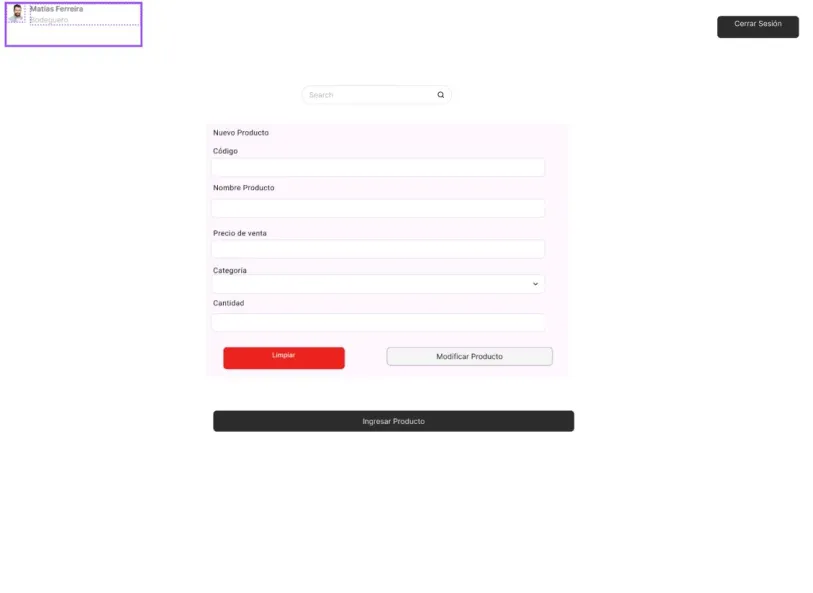 Matías Ferreira
Bodeguero
Cerrar Sesión
Search
Nuevo Producto
Código
Nombre Producto
Precio de venta
Categoría
Cantidad
Limpiar
Modificar Producto
Ingresar Producto